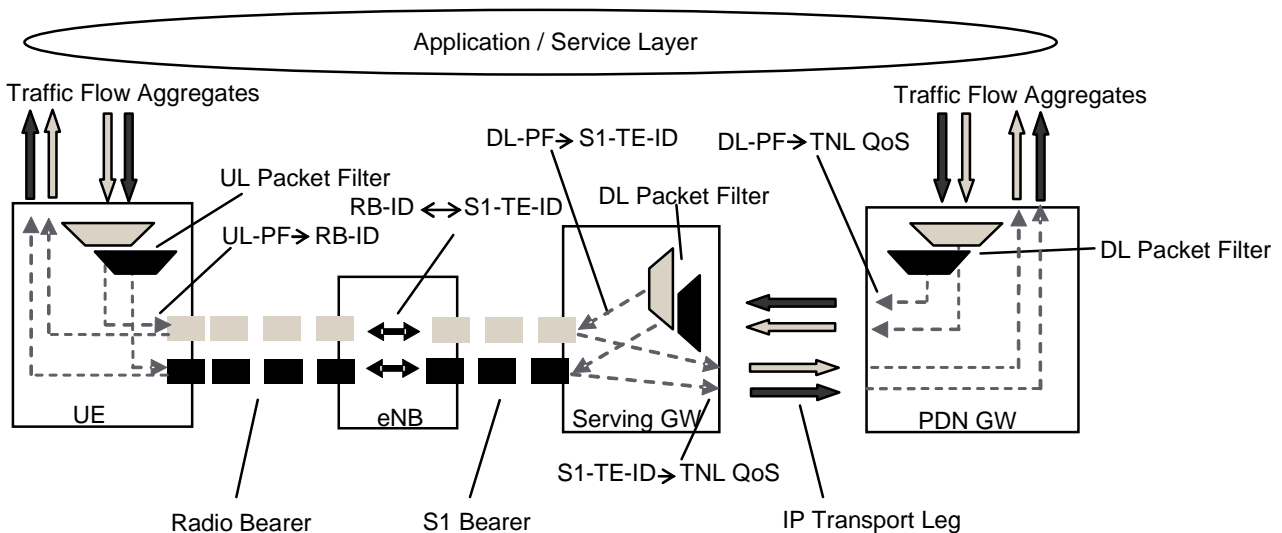 Application / Service Layer
Traffic Flow Aggregates
Traffic Flow Aggregates
DL-PF→ S1-TE-ID
DL-PF→ TNL QoS
UL Packet Filter
DL Packet Filter
RB-ID ↔ S1-TE-ID
UL-PF→ RB-ID
DL Packet Filter
UE
eNB
Serving GW
PDN GW
S1-TE-ID→ TNL QoS
Radio Bearer
S1 Bearer
IP Transport Leg